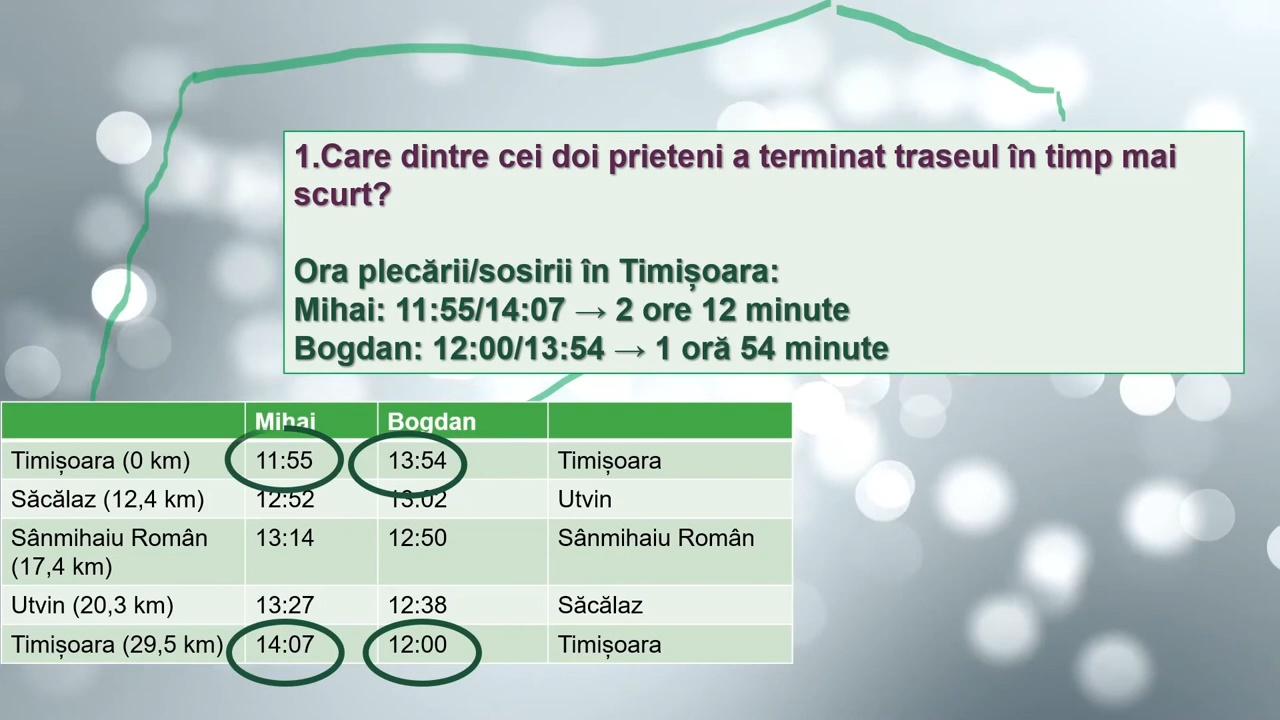 1.Care dintre cei doi prieteni a terminat traseul în timp mai
scurt?
Ora plecării/sosirii în Timișoara:
Mihai: 11:55/14:07 → 2 ore 12 minute
Bogdan: 12:00/13:54 → 1 oră 54 minute
Mihai Bogdan
Timișoara (0 km) 11:55 13:54 Timișoara
Săcălaz (12,4 km) 12:52 13:02 Utvin
Sânmihaiu Român 13:14 12:50 Sânmihaiu Român
(17,4 km)
Utvin (20,3 km) 13:27 12:38 Săcălaz
Timișoara (29,5 km) 14:07 12:00 Timișoara